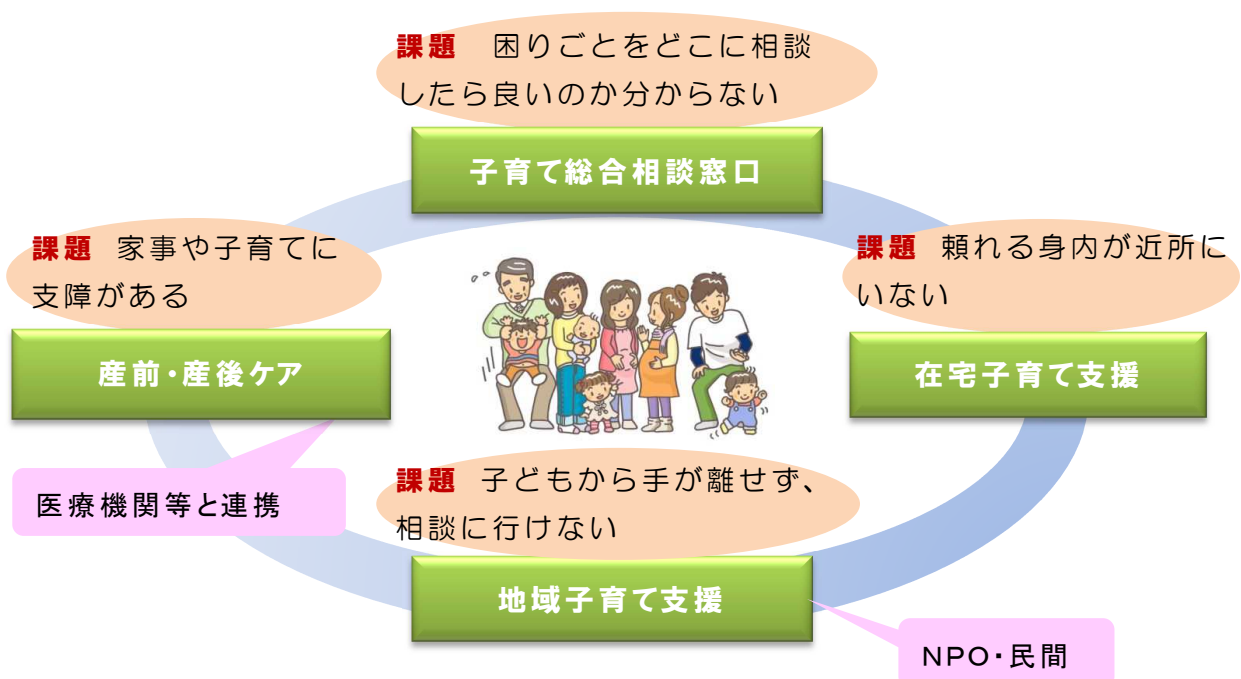 課題　困りごとをどこに相談
したら良いのか分からない
子育て総合相談窓口
課題　家事や子育てに
支障がある
産前・産後ケア
医療機関等と連携
課題　頼れる身内が近所に
いない
在宅子育て支援
課題　子どもから手が離せず、
相談に行けない
地域子育て支援
NPO・民間